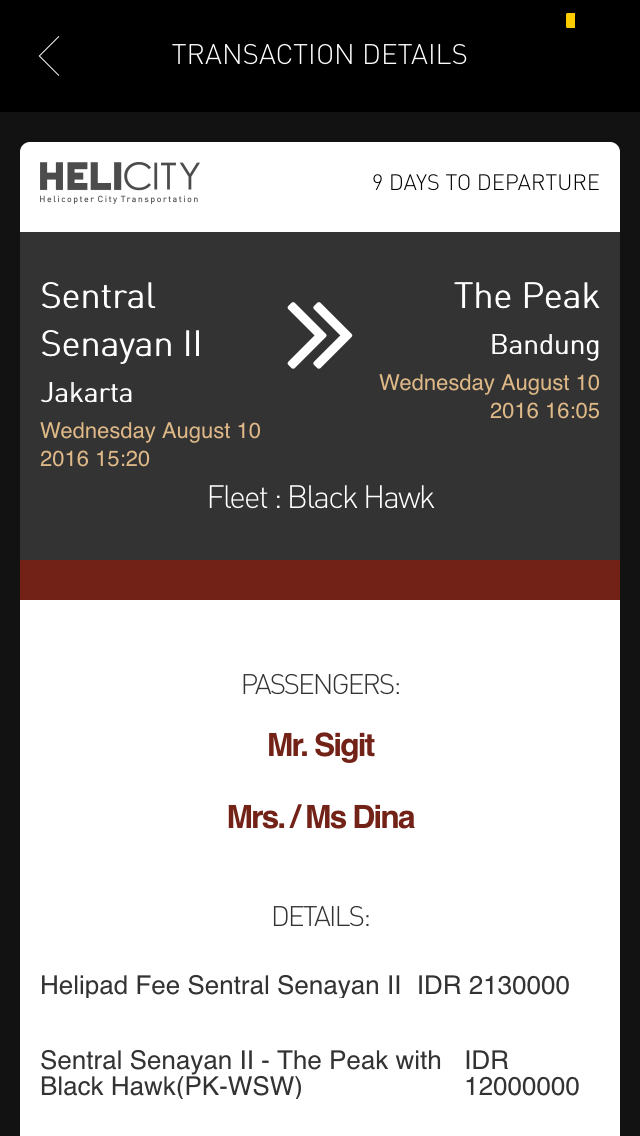 TRANSACTION DETAILS
HELICITY
Helicopter City Transportation
9 DAYS TO DEPARTURE
Sentral
Senayan II
Jakarta
Wednesday August 10
2016 15:20
The Peak
Bandung
Wednesday August 10
2016 16:05
Fleet : Black Hawk
PASSENGERS:
Mr. Sigit
Mrs. / Ms Dina
DETAILS:
Helipad Fee Sentral Senayan II IDR 2130000
Sentral Senayan II - The Peak with IDR
Black Hawk(PK-WSW) 12000000